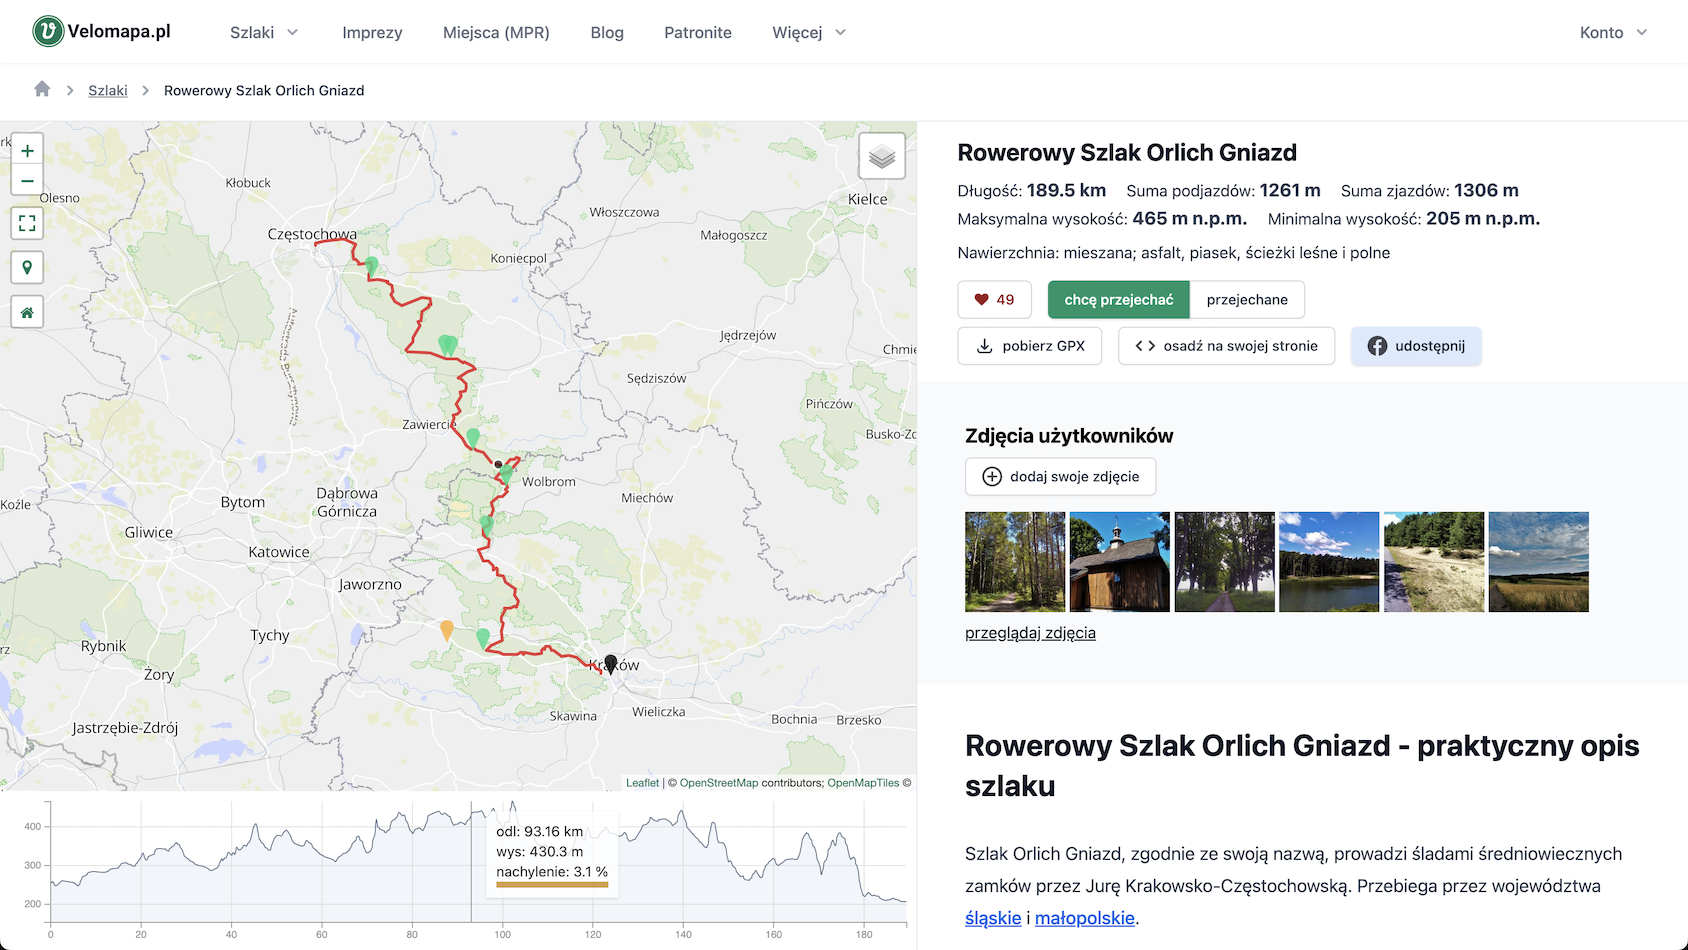 Velomapa.pl
Szlaki
Imprezy
Miejsca (MPR)
Blog
Patronite
Więcej
Konto
Szlaki
Rowerowy Szlak Orlich Gniazd
+
−
Olesno
Kłobuck
Częstochowa
Włoszczowa
Kielce
Małogoszcz
Koniecpol
Jędrzejów
Chmie
Sędziszów
Pińczów
Zawiercie
Busko-Zd
Wolbrom
Miechów
Koźle
Bytom
Dąbrowa
Górnicza
Gliwice
Katowice
Jaworzno
Tychy
Rybnik
rz
Żory
Kraków
Skawina
Wieliczka
Bochnia
Brzesko
Jastrzębie-Zdrój
Leaflet | © OpenStreetMap contributors; OpenMapTiles ©
400
300
200
odl: 93.16 km
wys: 430.3 m
nachylenie: 3.1 %
0 20 40 60 80 100 120 140 160 180
Rowerowy Szlak Orlich Gniazd
Długość: 189.5 km Suma podjazdów: 1261 m Suma zjazdów: 1306 m
Maksymalna wysokość: 465 m n.p.m. Minimalna wysokość: 205 m n.p.m.
Nawierzchnia: mieszana; asfalt, piasek, ścieżki leśne i polne
49
chcę przejechać
przejechane
pobierz GPX
osadź na swojej stronie
udostępnij
Zdjęcia użytkowników
dodaj swoje zdjęcie
przeglądaj zdjęcia
Rowerowy Szlak Orlich Gniazd - praktyczny opis
szlaku
Szlak Orlich Gniazd, zgodnie ze swoją nazwą, prowadzi śladami średniowiecznych
zamków przez Jurę Krakowsko-Częstochowską. Przebiega przez województwa
śląskie i małopolskie.